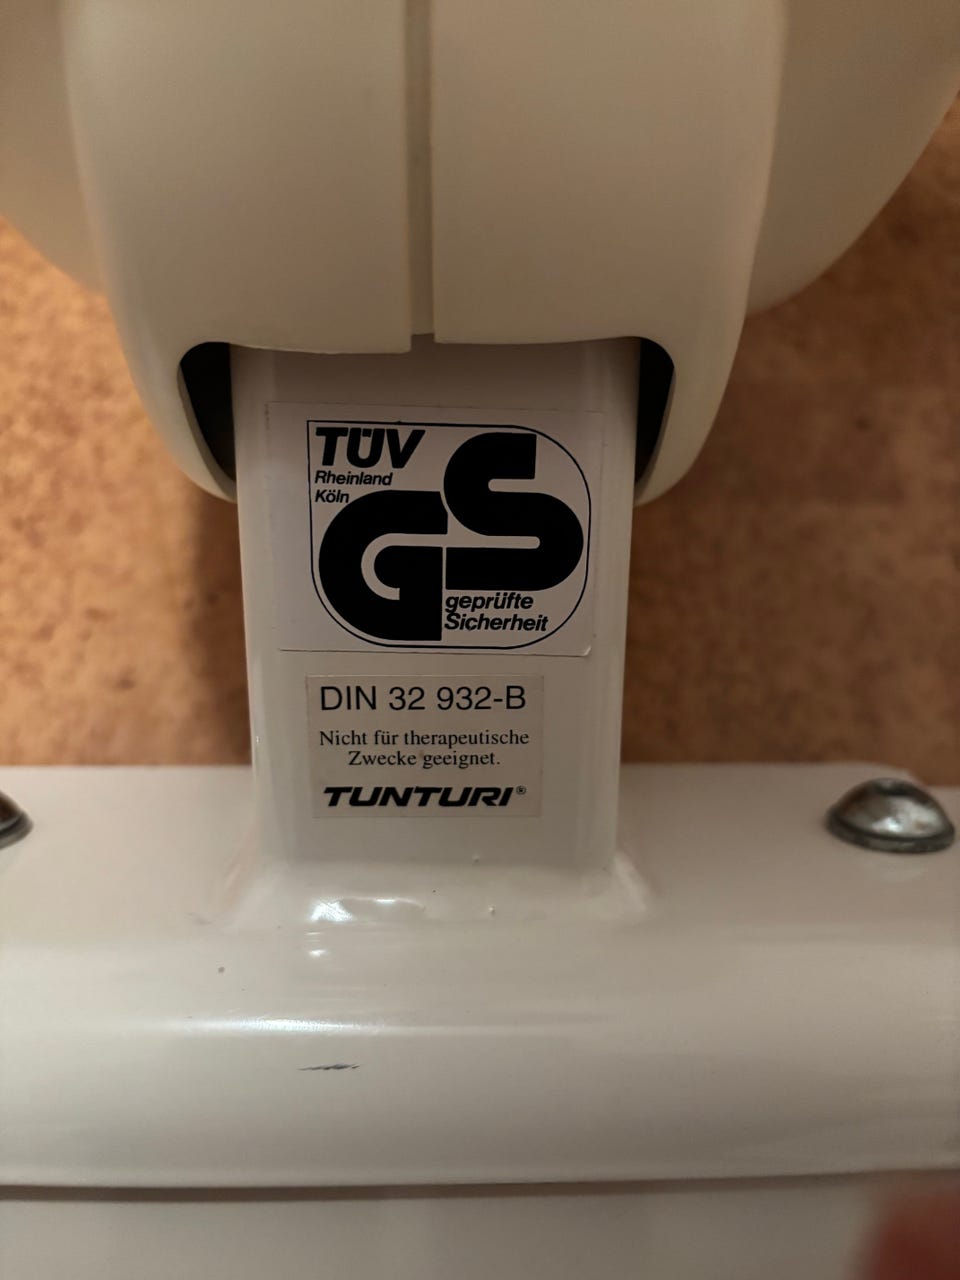 TÜV
Rheinland
Köln
GS
geprüfte
Sicherheit
DIN 32 932-B
Nicht für therapeutische
Zwecke geeignet.
TUNTURI®